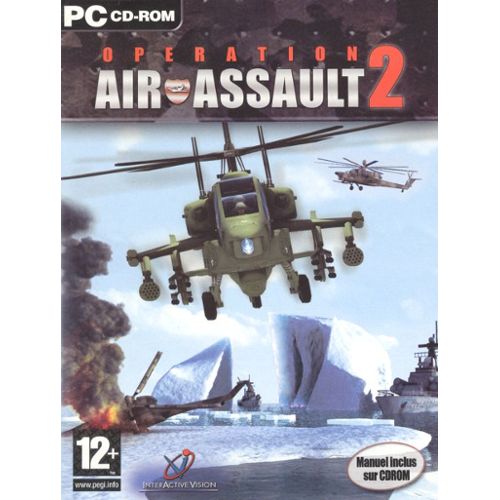 PC CD-ROM
OPERATION
AIR ASSAULT 2
12+
www.pegi.info
INTERACTIVE VISION
Manuel inclus
sur CDROM